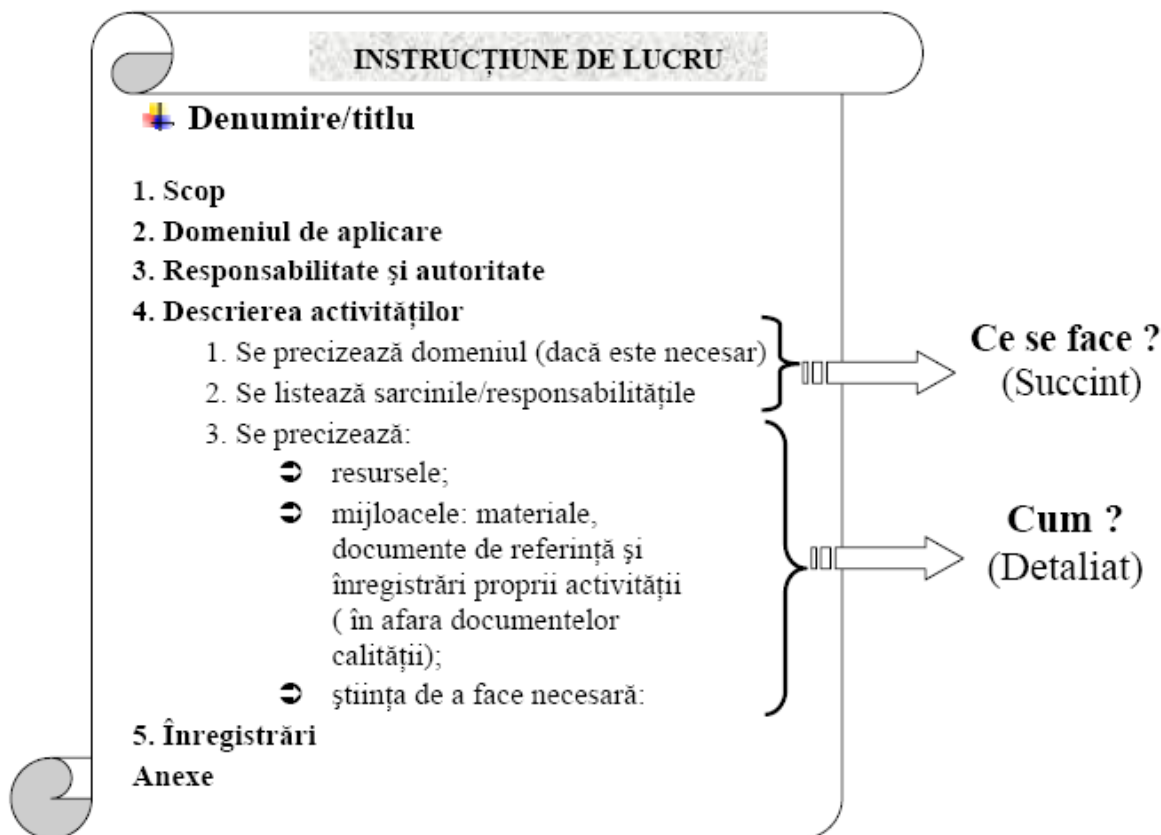 INSTRUCȚIUNE DE LUCRU
Denumire/titlu
1. Scop
2. Domeniul de aplicare
3. Responsabilitate şi autoritate
4. Descrierea activităților
1. Se precizează domeniul (dacă este necesar)
2. Se listează sarcinile/responsabilitățile
3. Se precizează:
➲ resursele;
➲ mijloacele: materiale,
documente de referință şi
înregistrări proprii activității
( în afara documentelor
calității);
➲ ştiința de a face necesară:
5. Înregistrări
Anexe
Ce se face ?
(Succint)
Cum ?
(Detaliat)